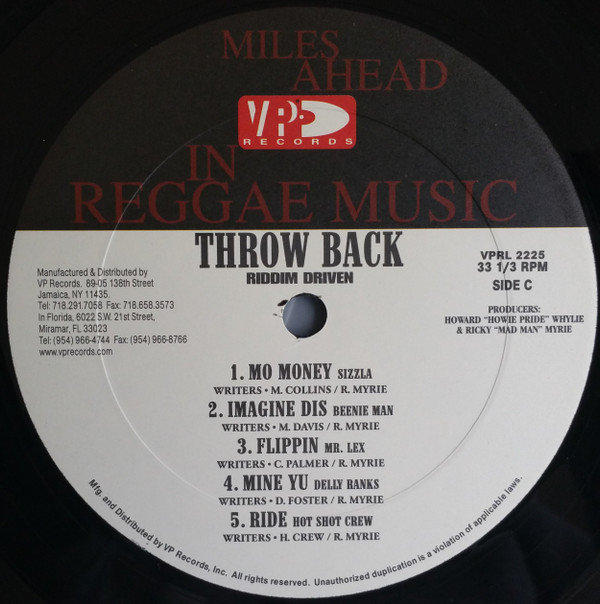 MILES
AHEAD
VP
RECORDS
IN
REGGAE MUSIC
THROW BACK
RIDDIM DRIVEN
Manufactured & Distributed by
VP Records. 89-05 138th Street
Jamaica, NY 11435.
Tel: 718.291.7058 Fax: 718.658.3573
In Florida, 6022 S.W. 21st Street,
Miramar, FL 33023
Tel: (954) 966-4744 Fax: (954) 966-8766
www.vprecords.com
VPRL 2225
33 1/3 RPM
SIDE C
PRODUCERS:
HOWARD "HOWIE PRIDE" WHYLIE
& RICKY "MAD MAN" MYRIE
1. MO MONEY SIZZLA
WRITERS • M. COLLINS / R. MYRIE
2. IMAGINE DIS BEENIE MAN
WRITERS • M. DAVIS / R. MYRIE
3. FLIPPIN MR. LEX
WRITERS • C. PALMER / R. MYRIE
4. MINE YU DELLY RANKS
WRITERS • D. FOSTER / R. MYRIE
5. RIDE HOT SHOT CREW
WRITERS • H. CREW / R. MYRIE
Mfg. and Distributed by VP Records, Inc. All rights reserved. Unauthorized duplication is a violation of applicable laws.